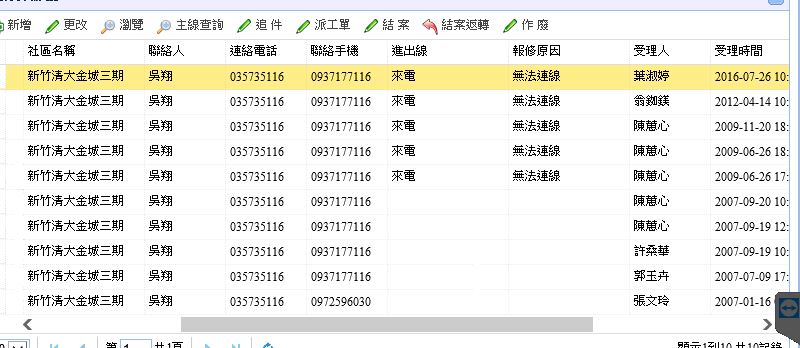 新增 更改 瀏覽 主線查詢 追件 派工單 結案 結案返轉 作廢
社區名稱 聯絡人 連絡電話 聯絡手機 進出線 報修原因 受理人 受理時間
新竹清大金城三期 吳翔 035735116 0937177116 來電 無法連線 葉淑婷 2016-07-26 10:
新竹清大金城三期 吳翔 035735116 0937177116 來電 無法連線 翁鉫鎂 2012-04-14 10:
新竹清大金城三期 吳翔 035735116 0937177116 來電 無法連線 陳蕙心 2009-11-20 18:
新竹清大金城三期 吳翔 035735116 0937177116 來電 無法連線 陳蕙心 2009-06-26 18:
新竹清大金城三期 吳翔 035735116 0937177116 來電 無法連線 陳蕙心 2009-06-26 17:
新竹清大金城三期 吳翔 035735116 0937177116 陳蕙心 2007-09-20 10:
新竹清大金城三期 吳翔 035735116 0937177116 陳蕙心 2007-09-19 12:
新竹清大金城三期 吳翔 035735116 0937177116 許桑華 2007-09-19 10:
新竹清大金城三期 吳翔 035735116 0937177116 郭玉卉 2007-07-09 17:
新竹清大金城三期 吳翔 035735116 0972596030 張文玲 2007-01-16
第 1 共1頁 顯示1到10,共10記錄